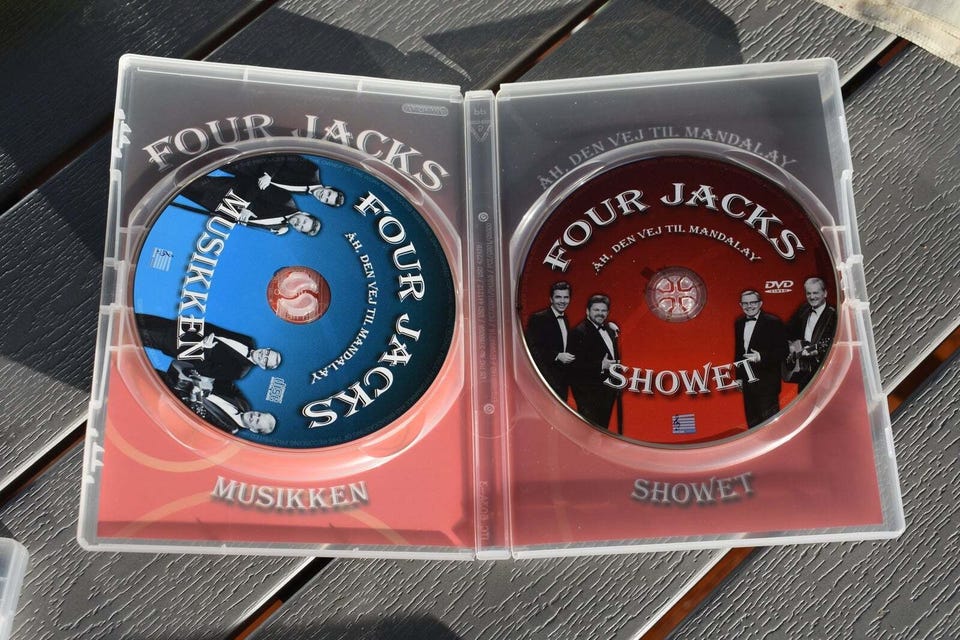 FOUR JACKS
MUSIKKEN
FOUR JACKS
ÅH, DEN VEJ TIL MANDALAY
MUSIKKEN
ÅH, DEN VEJ TIL MANDALAY
FOUR JACKS
ÅH, DEN VEJ TIL MANDALAY
DVD
VIDEO
SHOWET
SHOWET